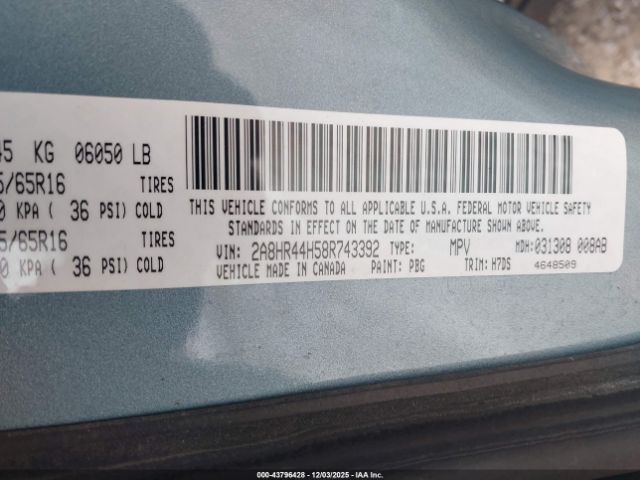 45 KG 06050 LB
5/65R16 TIRES
0 KPA ( 36 PSI) COLD
5/65R16 TIRES
0 KPA ( 36 PSI) COLD
THIS VEHICLE CONFORMS TO ALL APPLICABLE U.S.A. FEDERAL MOTOR VEHICLE SAFETY
STANDARDS IN EFFECT ON THE DATE OF MANUFACTURE SHOWN ABOVE.
VIN: 2A8HR44H58R743392 TYPE: MPV MDH: 031308 008AB
VEHICLE MADE IN CANADA PAINT: PBG TRIM: H7DS 4648509
000-43796428 - 12/03/2025 - IAA Inc.